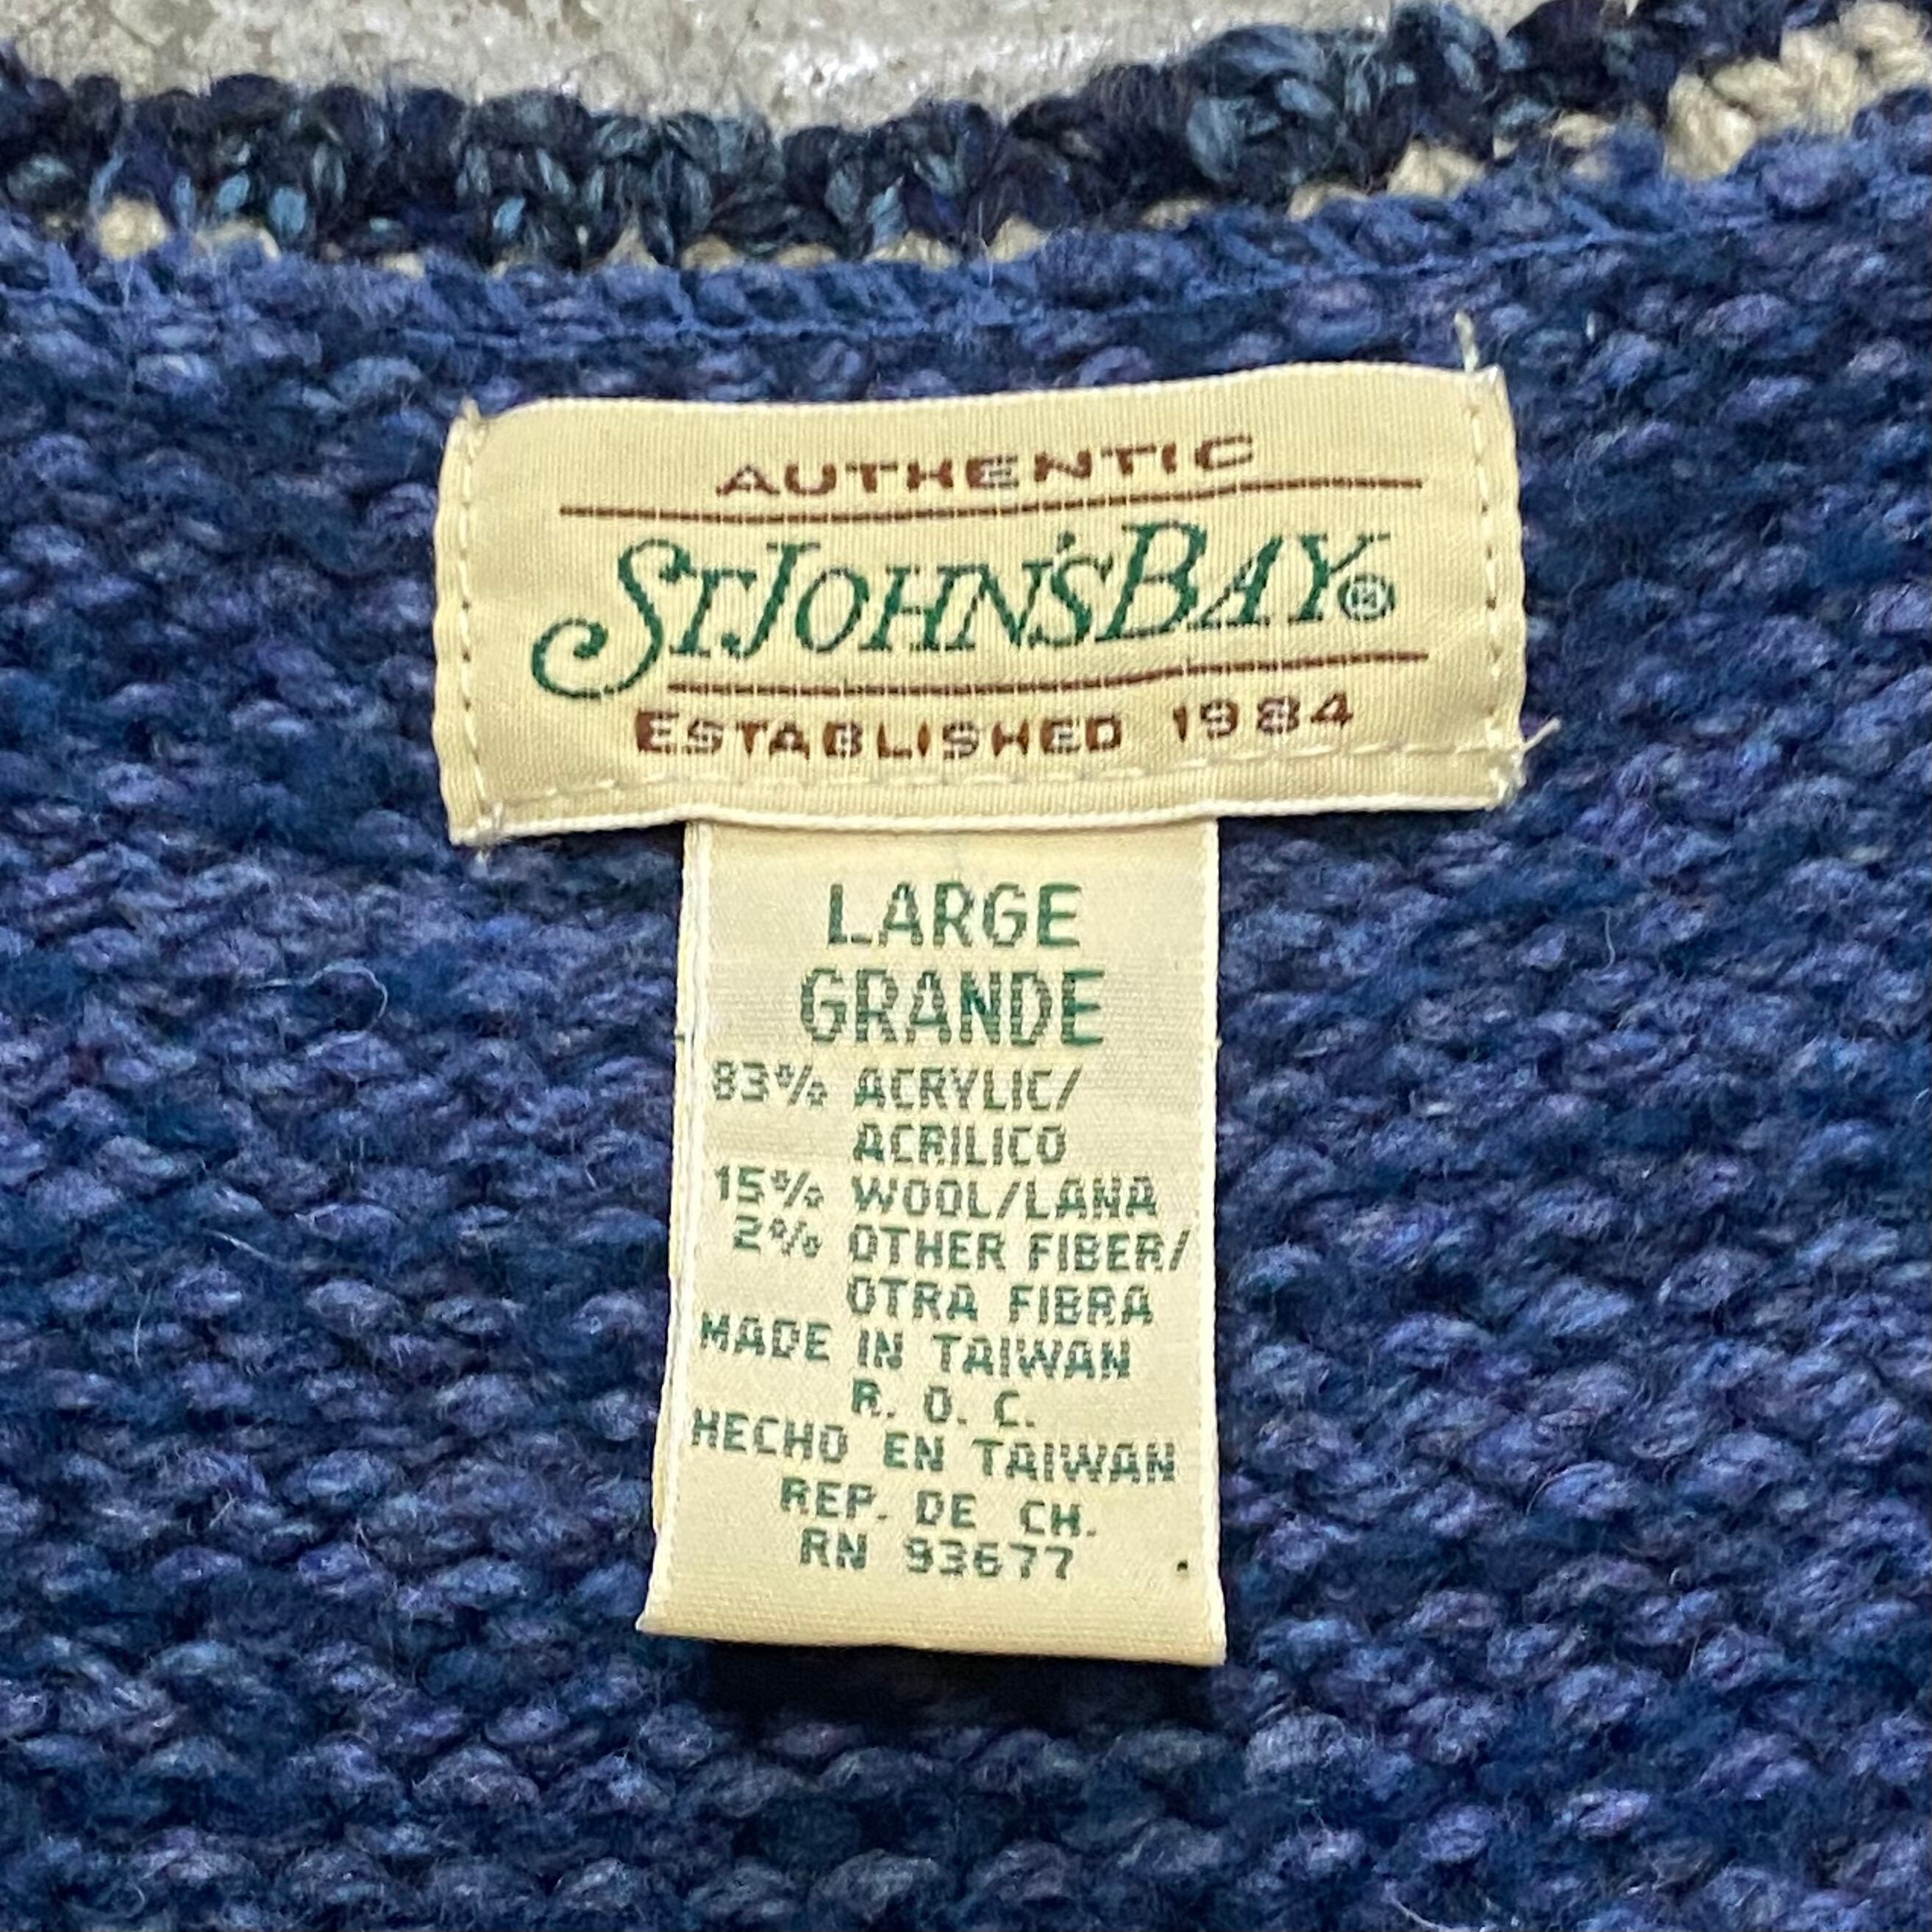 AUTHENTIC
ST. JOHN'S BAY®
ESTABLISHED 1984
LARGE
GRANDE
83% ACRYLIC/
ACRILICO
15% WOOL/LANA
2% OTHER FIBER/
OTRA FIBRA
MADE IN TAIWAN
R. O. C.
HECHO EN TAIWAN
REP. DE CH.
RN 93677